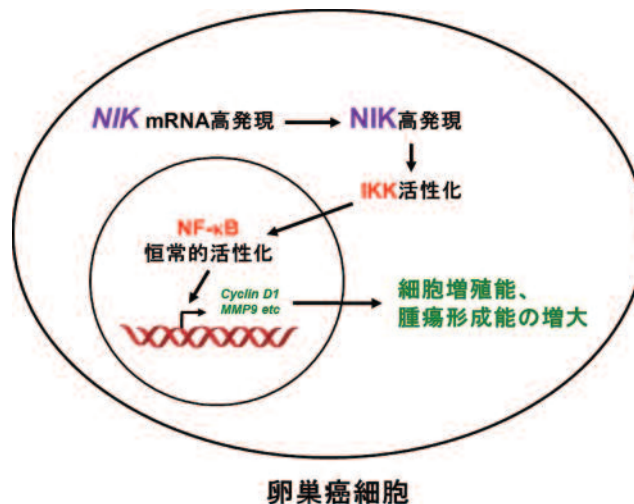 NIK mRNA高発現
NIK高発現
IKK活性化
NF-κB
恒常的活性化
Cyclin D1
MMP9 etc
細胞増殖能、
腫瘍形成能の増大
卵巣癌細胞